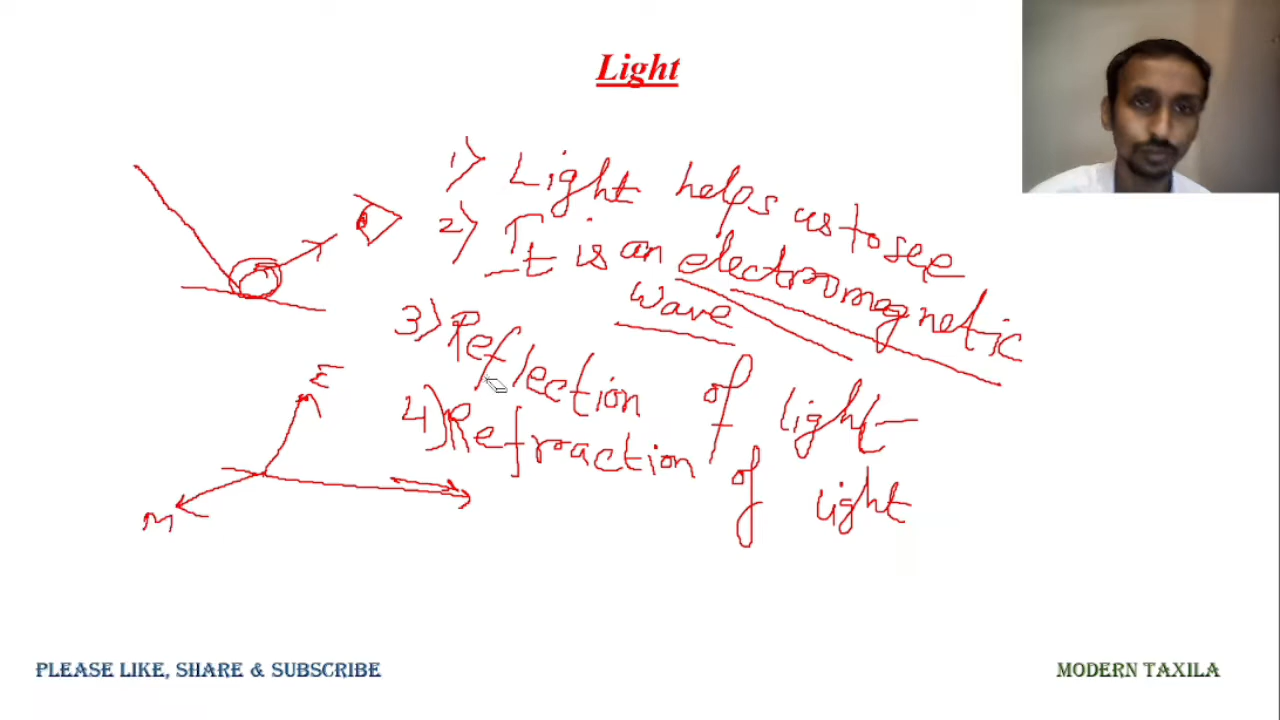 Light
1) Light helps us to see
2) It is an electromagnetic
wave
3) Reflection of light
4) Refraction of light
E
M
PLEASE LIKE, SHARE & SUBSCRIBE
MODERN TAXILA